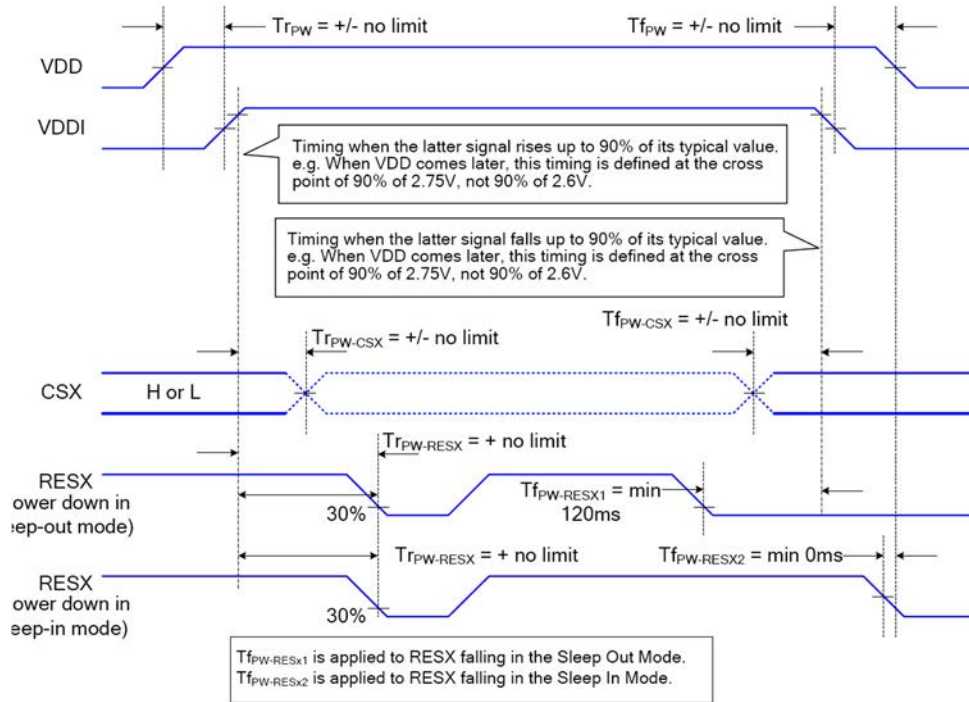 Tr_PW = +/- no limit
Tf_PW = +/- no limit
VDD
VDDI
Timing when the latter signal rises up to 90% of its typical value.
e.g. When VDD comes later, this timing is defined at the cross
point of 90% of 2.75V, not 90% of 2.6V.
Timing when the latter signal falls up to 90% of its typical value.
e.g. When VDD comes later, this timing is defined at the cross
point of 90% of 2.75V, not 90% of 2.6V.
Tr_PW-CSX = +/- no limit
Tf_PW-CSX = +/- no limit
CSX
H or L
Tr_PW-RESX = + no limit
RESX
ower down in
eep-out mode)
30%
Tf_PW-RESX1 = min
120ms
Tr_PW-RESX = + no limit
Tf_PW-RESX2 = min 0ms
RESX
ower down in
eep-in mode)
30%
Tf_PW-RESx1 is applied to RESX falling in the Sleep Out Mode.
Tf_PW-RESx2 is applied to RESX falling in the Sleep In Mode.